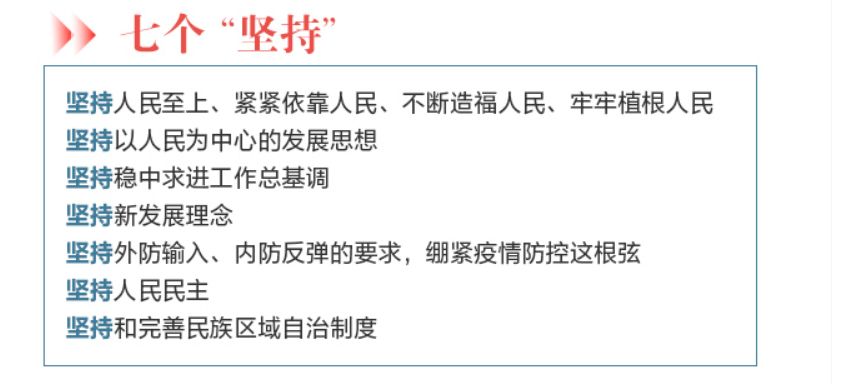 七个“坚持”
坚持人民至上、紧紧依靠人民、不断造福人民、牢牢植根人民
坚持以人民为中心的发展思想
坚持稳中求进工作总基调
坚持新发展理念
坚持外防输入、内防反弹的要求，绷紧疫情防控这根弦
坚持人民民主
坚持和完善民族区域自治制度